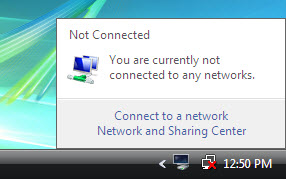 Not Connected
You are currently not
connected to any networks.
Connect to a network
Network and Sharing Center
12:50 PM